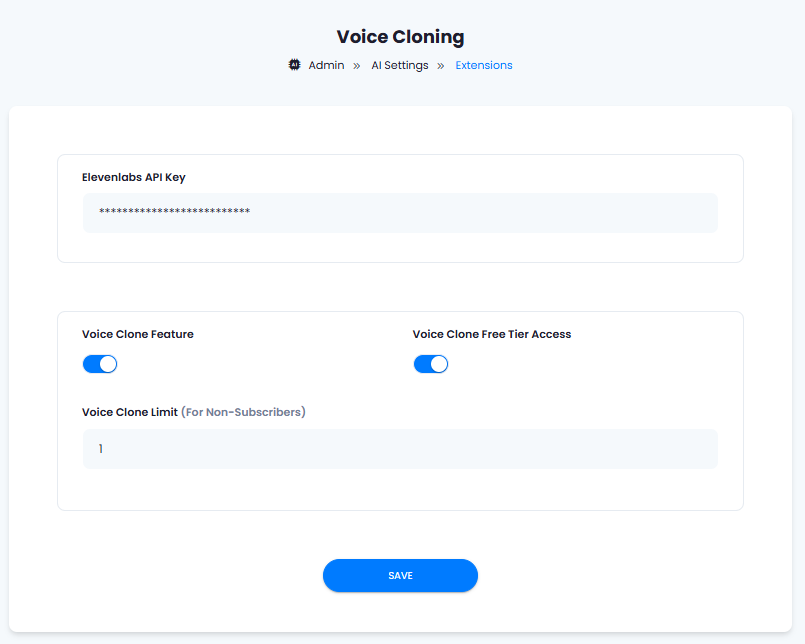 Voice Cloning
AI Admin » AI Settings » Extensions
Elevenlabs API Key
**************************
Voice Clone Feature Voice Clone Free Tier Access
Voice Clone Limit (For Non-Subscribers)
1
SAVE